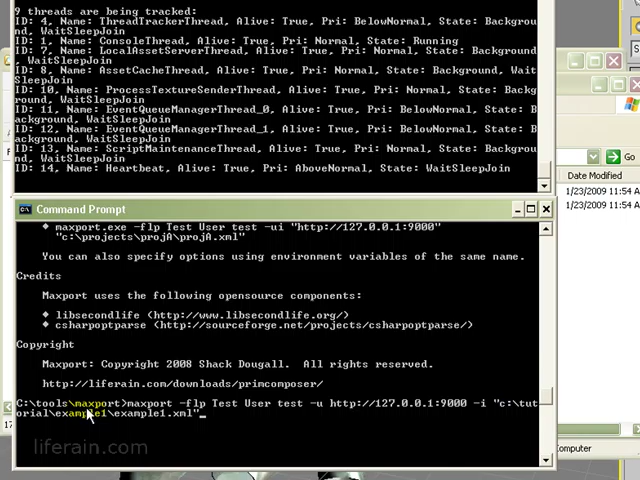 9 threads are being tracked:
ID: 4, Name: ThreadTrackerThread, Alive: True, Pri: BelowNormal, State: Backgrou
nd, WaitSleepJoin
ID: 1, Name: ConsoleThread, Alive: True, Pri: Normal, State: Running
ID: 7, Name: LocalAssetServerThread, Alive: True, Pri: Normal, State: Background
, WaitSleepJoin
ID: 8, Name: AssetCacheThread, Alive: True, Pri: Normal, State: Background, Wait
SleepJoin
ID: 10, Name: ProcessTextureSenderThread, Alive: True, Pri: Normal, State: Backg
round, WaitSleepJoin
ID: 11, Name: EventQueueManagerThread_0, Alive: True, Pri: BelowNormal, State: B
ackground, WaitSleepJoin
ID: 12, Name: EventQueueManagerThread_1, Alive: True, Pri: BelowNormal, State: B
ackground, WaitSleepJoin
ID: 13, Name: ScriptMaintenanceThread, Alive: True, Pri: Normal, State: Backgrou
nd, WaitSleepJoin
ID: 14, Name: Heartbeat, Alive: True, Pri: AboveNormal, State: WaitSleepJoin
Go
Date Modified
1/23/2009 11:54 A
1/23/2009 11:54 A
Command Prompt
♦ maxport.exe -flp Test User test -ui "http://127.0.0.1:9000"
"c:\projects\projA\projA.xml"
You can also specify options using environment variables of the same name.
Credits
Maxport uses the following opensource components:
♦ libsecondlife (http://www.libsecondlife.org/)
♦ csharpoptparse (http://sourceforge.net/projects/csharpoptparse/)
Copyright
Maxport: Copyright 2008 Shack Dougall.  All rights reserved.
http://liferain.com/downloads/primcomposer/
C:\tools\maxport>maxport -flp Test User test -u http://127.0.0.1:9000 -i "c:\tut
orial\example1\example1.xml"_
Computer
liferain.com